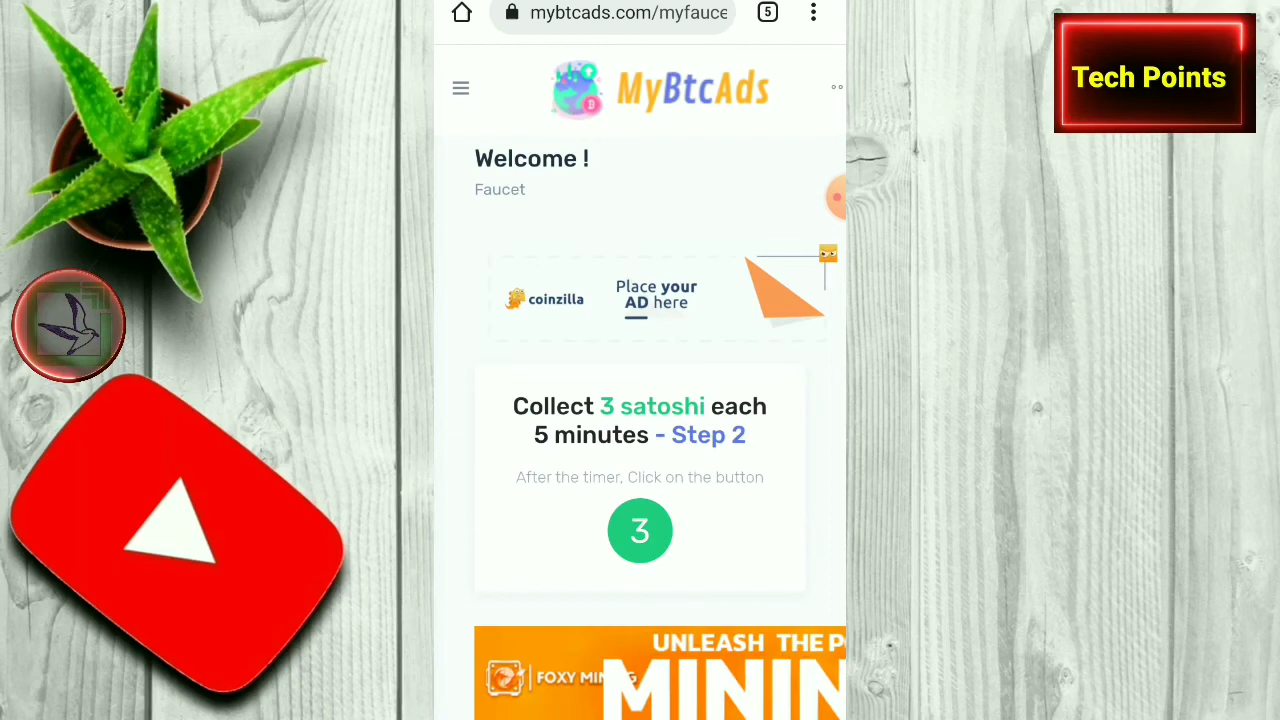 mybtcads.com/myfauce
5
Tech Points
MyBtcAds
Welcome !
Faucet
coinzilla
Place your
AD here
Collect 3 satoshi each
5 minutes - Step 2
After the timer, Click on the button
3
UNLEASH THE P
FOXY MINING
MININ